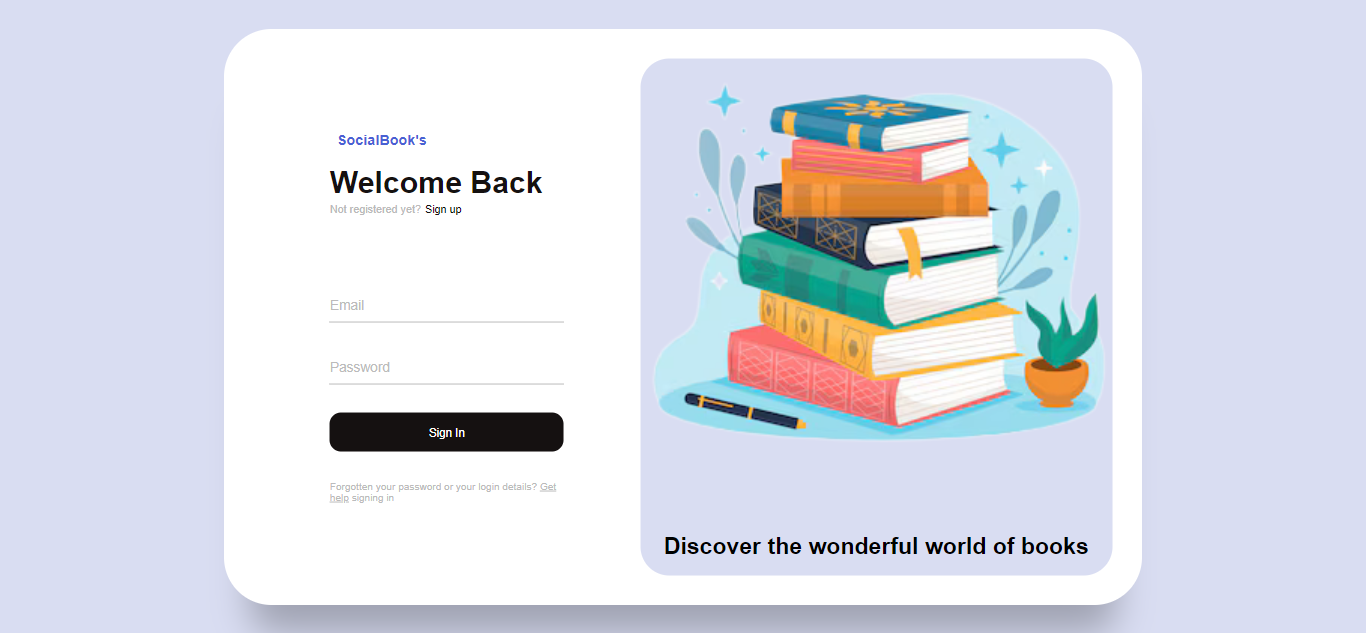 SocialBook's
Welcome Back
Not registered yet? Sign up
Email
Password
Sign In
Forgotten your password or your login details? Get
help signing in
Discover the wonderful world of books